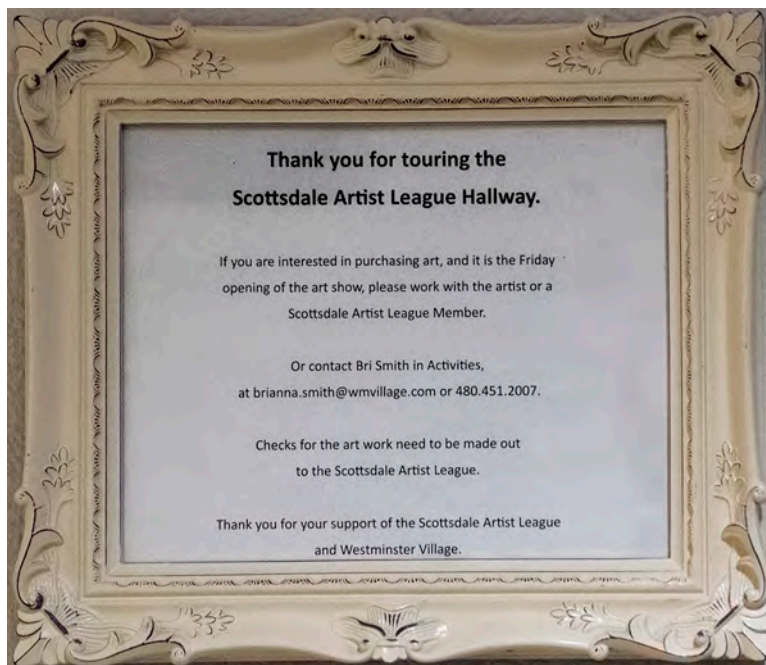 Thank you for touring the
Scottsdale Artist League Hallway.
If you are interested in purchasing art, and it is the Friday
opening of the art show, please work with the artist or a
Scottsdale Artist League Member.
Or contact Bri Smith in Activities,
at brianna.smith@wmvillage.com or 480.451.2007.
Checks for the art work need to be made out
to the Scottsdale Artist League.
Thank you for your support of the Scottsdale Artist League
and Westminster Village.